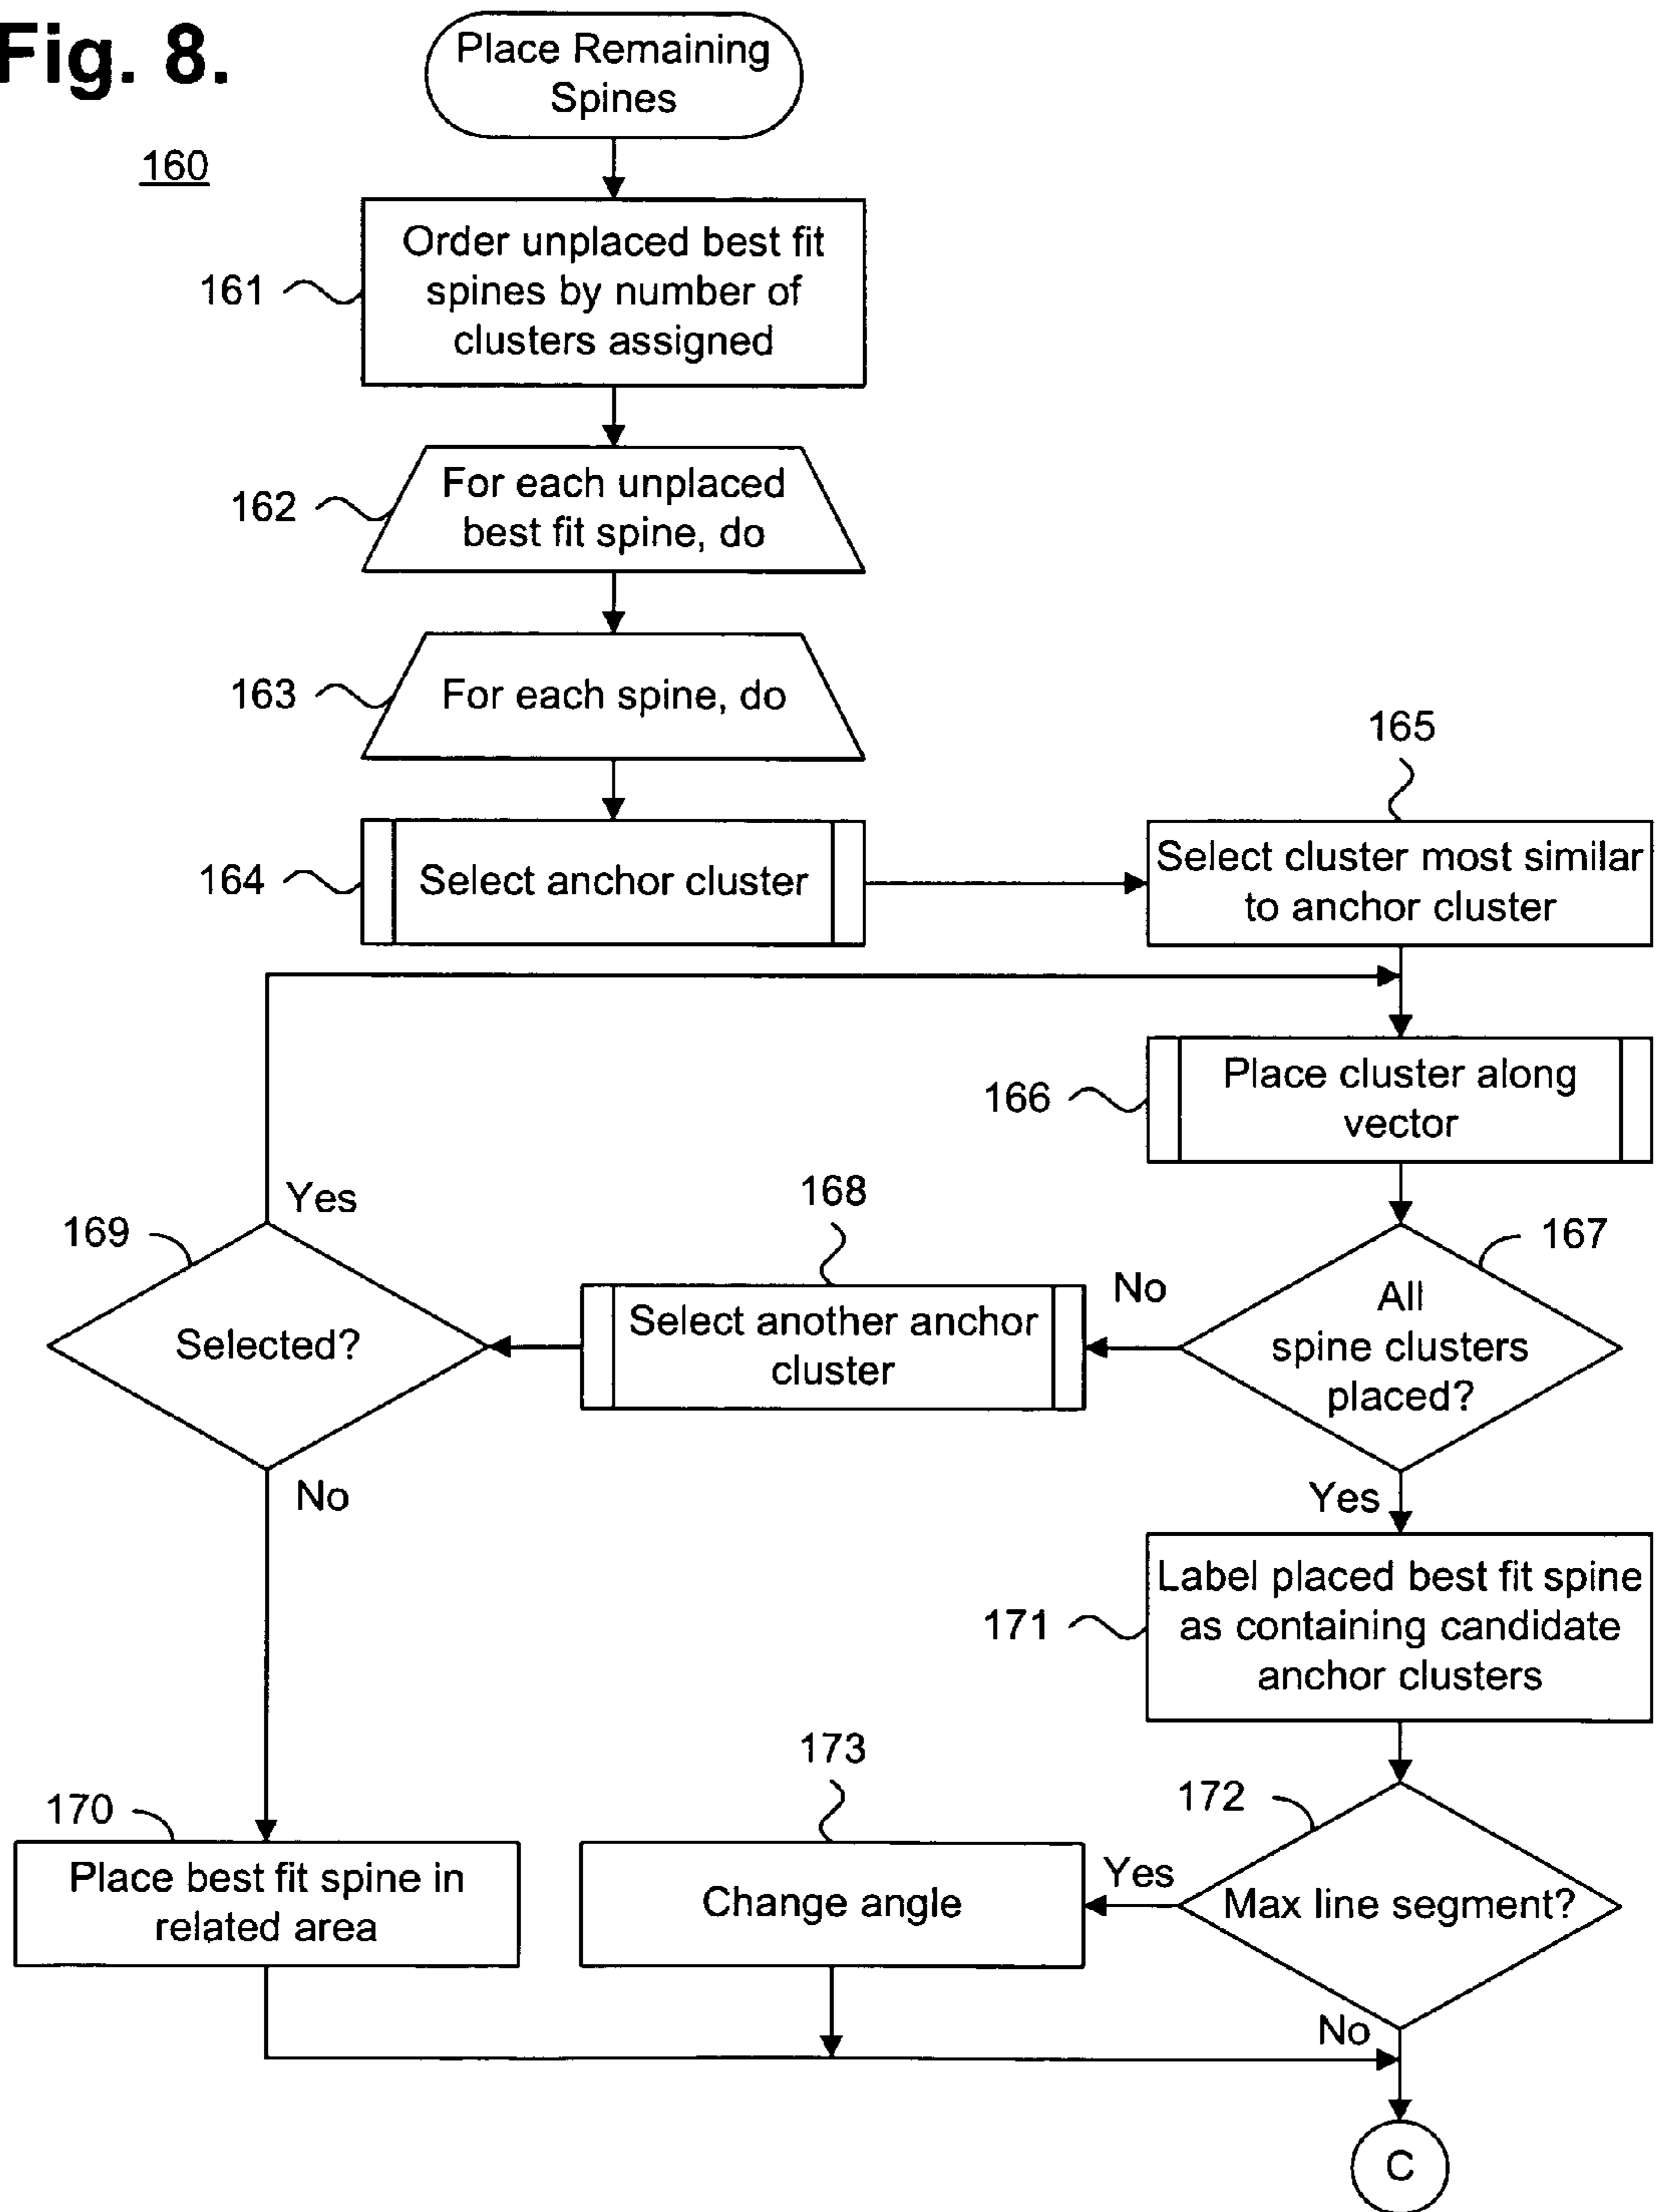 Fig. 8.
160
Place Remaining
Spines
161
Order unplaced best fit
spines by number of
clusters assigned
162
For each unplaced
best fit spine, do
163
For each spine, do
164
Select anchor cluster
165
Select cluster most similar
to anchor cluster
166
Place cluster along
vector
167
All
spine clusters
placed?
No
Yes
168
Select another anchor
cluster
169
Selected?
Yes
No
170
Place best fit spine in
related area
171
Label placed best fit spine
as containing candidate
anchor clusters
172
Max line segment?
Yes
No
173
Change angle
C